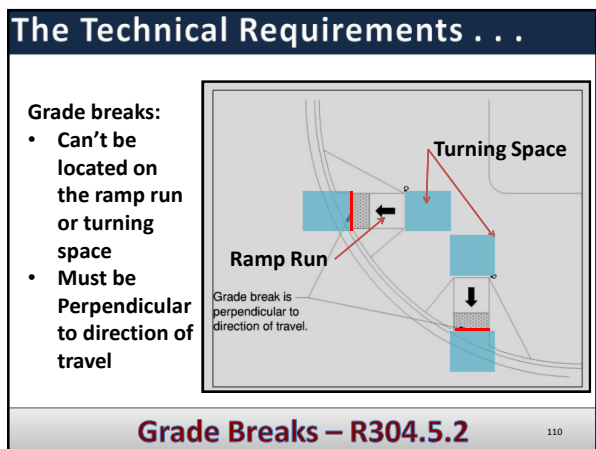 The Technical Requirements . . .
Grade breaks:
• Can't be
located on
the ramp run
or turning
space
• Must be
Perpendicular
to direction of
travel
Turning Space
Ramp Run
Grade break is
perpendicular to
direction of travel.
Grade Breaks – R304.5.2
110